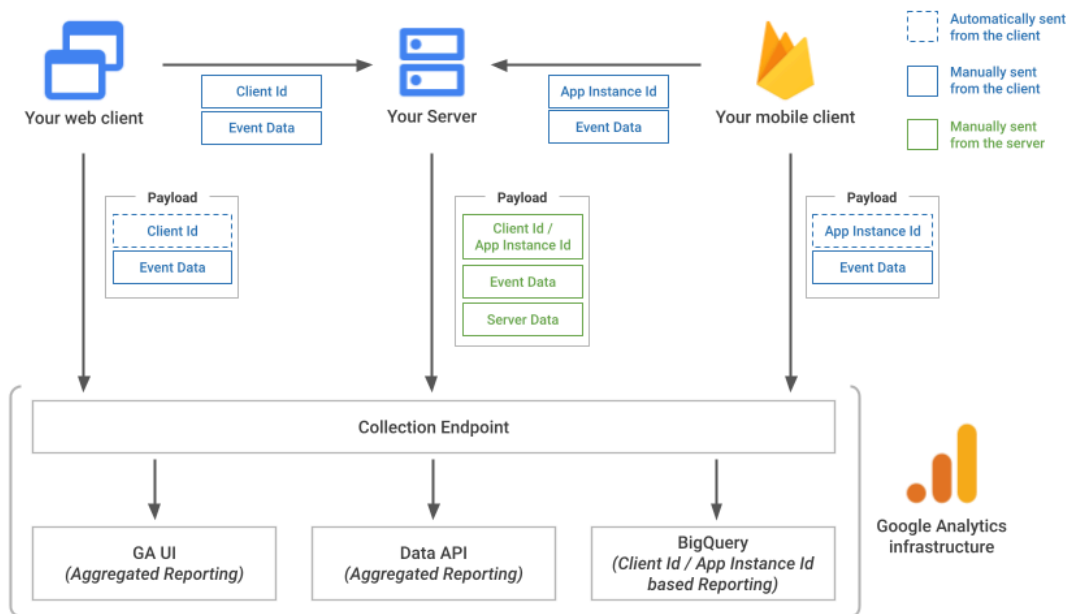 Automatically sent
from the client
Manually sent
from the client
Manually sent
from the server
Your web client
Client Id
Event Data
Your Server
App Instance Id
Event Data
Your mobile client
Payload
Client Id
Event Data
Payload
Client Id /
App Instance Id
Event Data
Server Data
Payload
App Instance Id
Event Data
Collection Endpoint
GA UI
(Aggregated Reporting)
Data API
(Aggregated Reporting)
BigQuery
(Client Id / App Instance Id
based Reporting)
Google Analytics
infrastructure